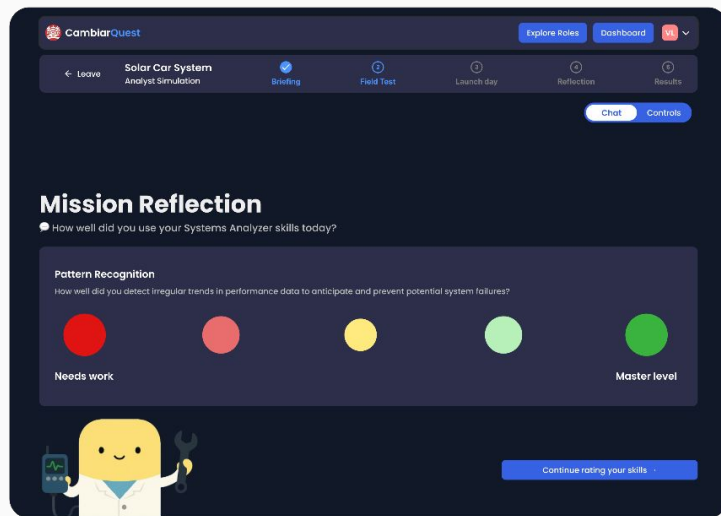 CambiarQuest
Explore Roles
Dashboard
VL
← Leave
Solar Car System
Analyst Simulation
Briefing
2
Field Test
3
Launch day
4
Reflection
Results
Chat
Controls
Mission Reflection
How well did you use your Systems Analyzer skills today?
Pattern Recognition
How well did you detect irregular trends in performance data to anticipate and prevent potential system failures?
Needs work
Master level
Continue rating your skills